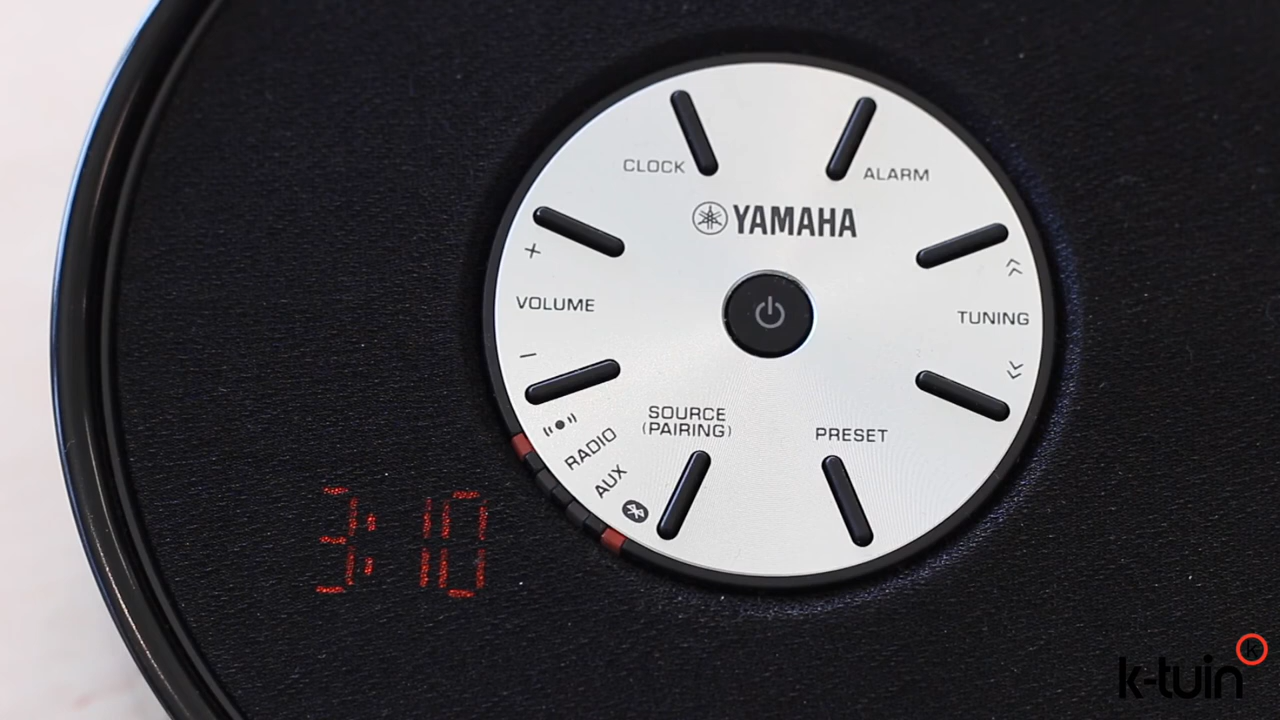 CLOCK
ALARM
YAMAHA
+
VOLUME
−
TUNING
SOURCE
(PAIRING)
PRESET
RADIO
AUX
3:10
k-tuin
k